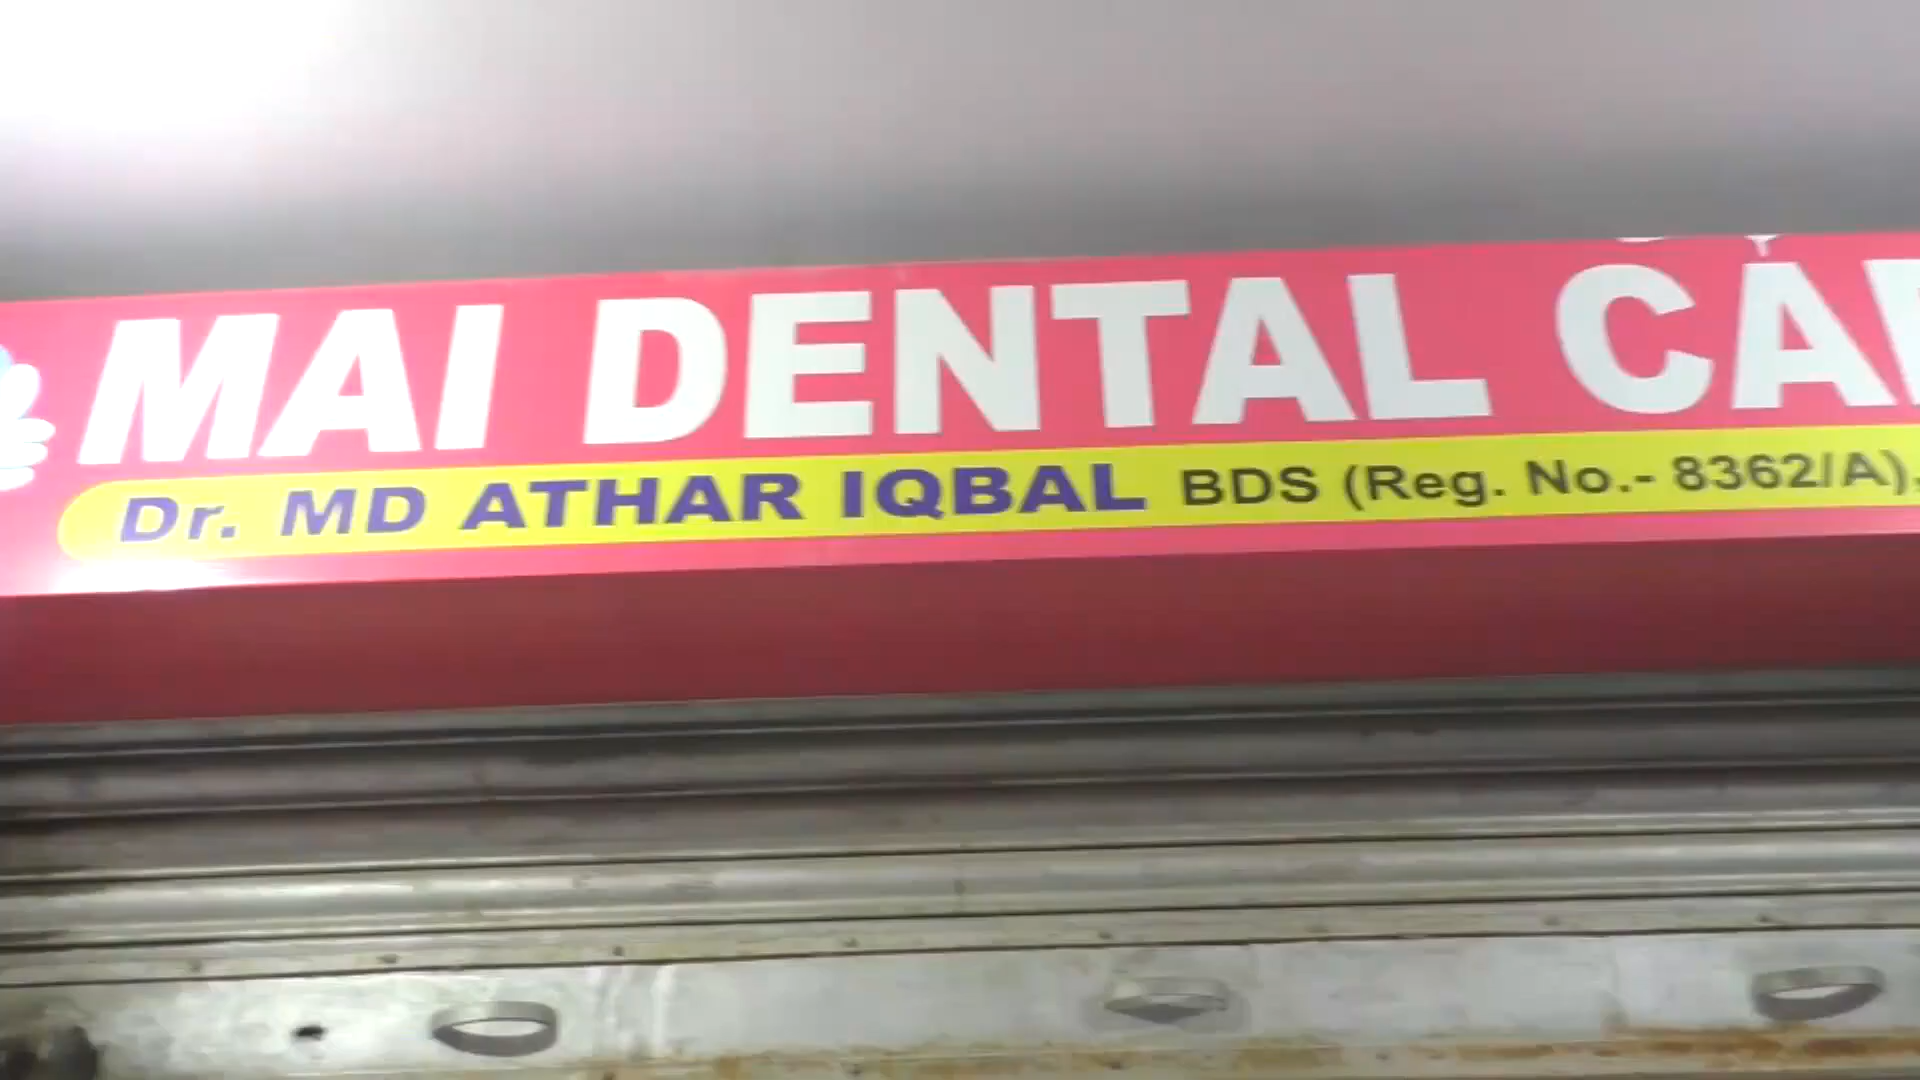 MAI DENTAL CA
Dr. MD ATHAR IQBAL BDS (Reg. No.- 8362/A),